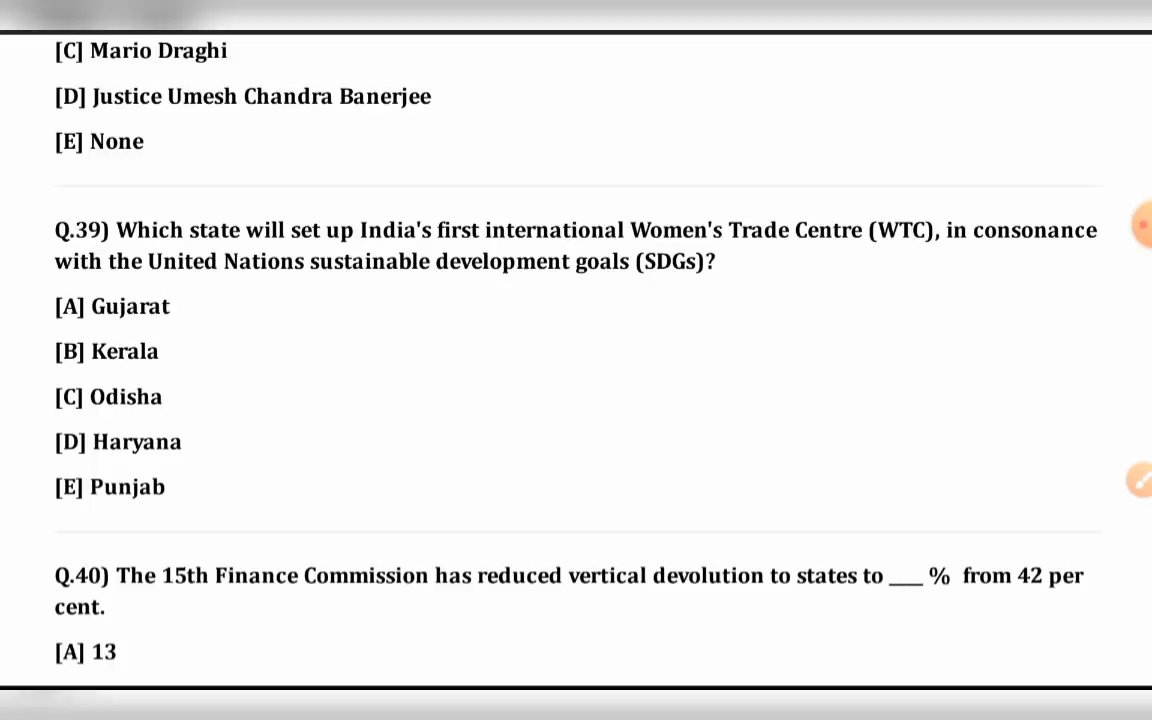 [C] Mario Draghi
[D] Justice Umesh Chandra Banerjee
[E] None
Q.39) Which state will set up India's first international Women's Trade Centre (WTC), in consonance
with the United Nations sustainable development goals (SDGs)?
[A] Gujarat
[B] Kerala
[C] Odisha
[D] Haryana
[E] Punjab
Q.40) The 15th Finance Commission has reduced vertical devolution to states to ___ %  from 42 per
cent.
[A] 13